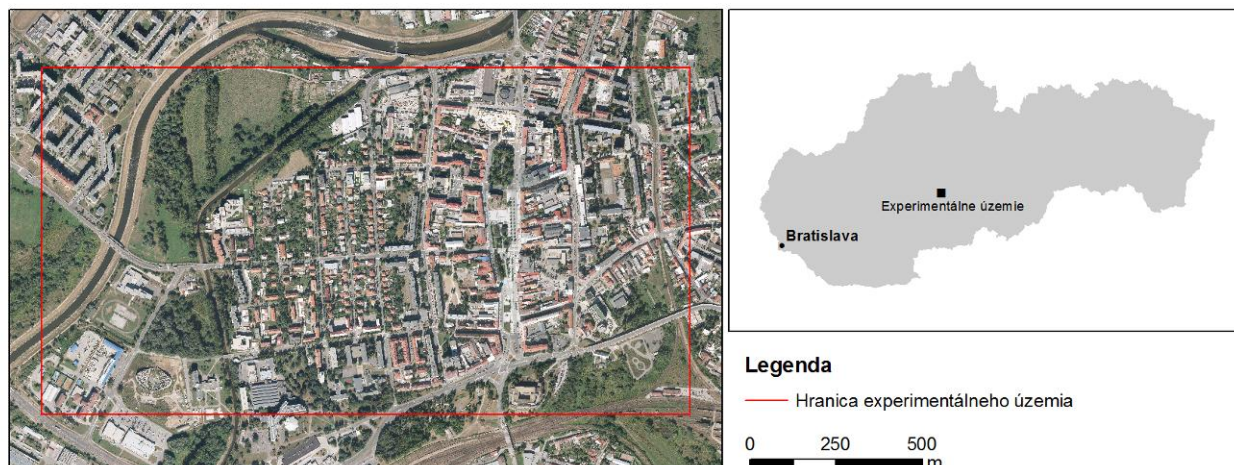 Experimentálne územie
Bratislava
Legenda
Hranica experimentálneho územia
0 250 500
m